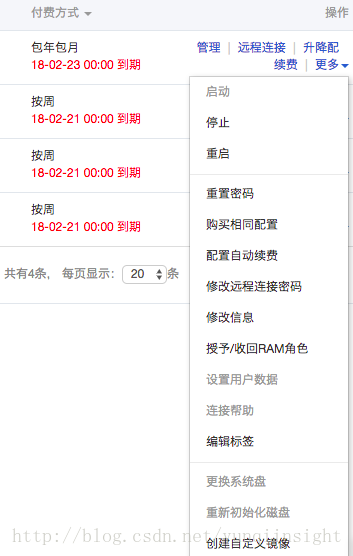 付费方式 操作
包年包月 管理 | 远程连接 | 升降配
18-02-23 00:00 到期 续费 | 更多
启动
按周
18-02-21 00:00 到期
停止
重启
按周
18-02-21 00:00 到期
重置密码
按周
18-02-21 00:00 到期
购买相同配置
配置自动续费
共有4条, 每页显示: 20 条
修改远程连接密码
修改信息
授予/收回RAM角色
设置用户数据
连接帮助
编辑标签
更换系统盘
重新初始化磁盘
http://blog.csdn.net/yunqiinsight
创建自定义镜像